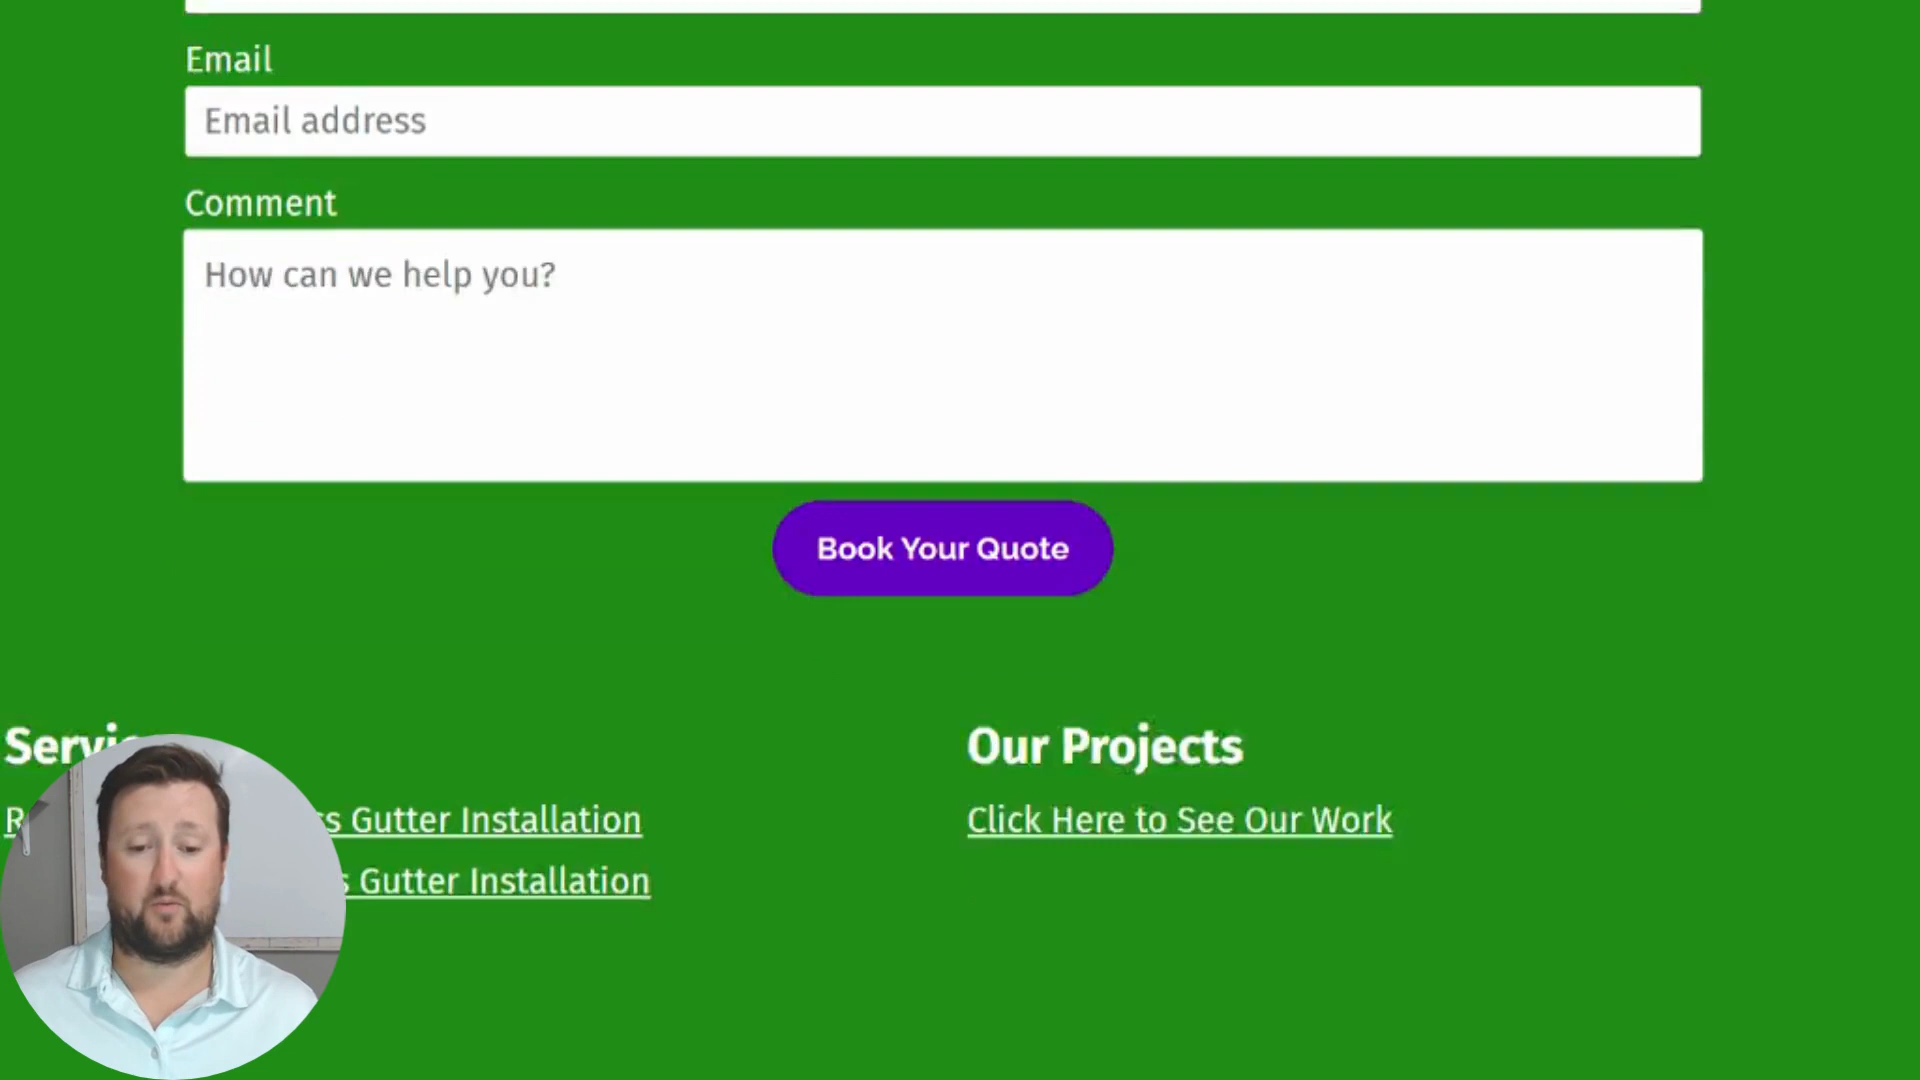 Email
Email address
Comment
How can we help you?
Book Your Quote
Our Projects
Gutter Installation
Click Here to See Our Work
Gutter Installation